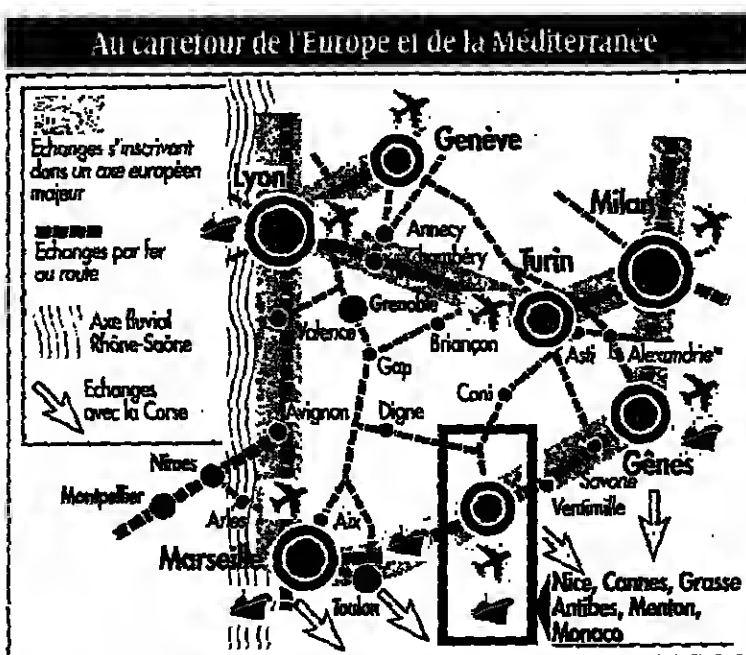 Au carrefour de l'Europe et de la Méditerranée
Echanges s'inscrivant
dans un axe européen
majeur
Echanges par fer
ou route
Axe fluvial
Rhône-Saône
Echanges
avec la Corse
Genève
Lyon
Annecy
Chambéry
Milan
Turin
Grenoble
Valence
Briançon
Gap
Asti
Alexandrie
Coni
Avignon
Digne
Gênes
Nîmes
Savone
Montpellier
Ventimille
Arles
Aix
Marseille
Toulon
Nice, Cannes, Grasse
Antibes, Menton,
Monaco